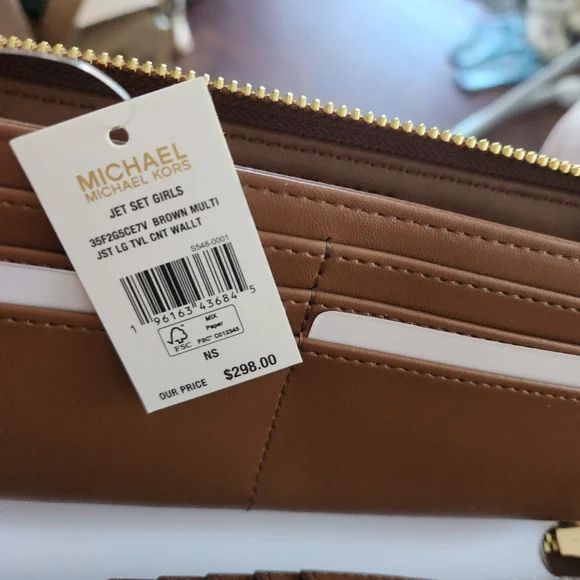 MICHAEL
MICHAEL KORS
JET SET GIRLS
35F2G5CE7V BROWN MULTI
JST LG TVL CNT WALLT
S548-0001
1 96163 43684 5
FSC
MIX
Paper
FSC® C012345
NS
OUR PRICE $298.00